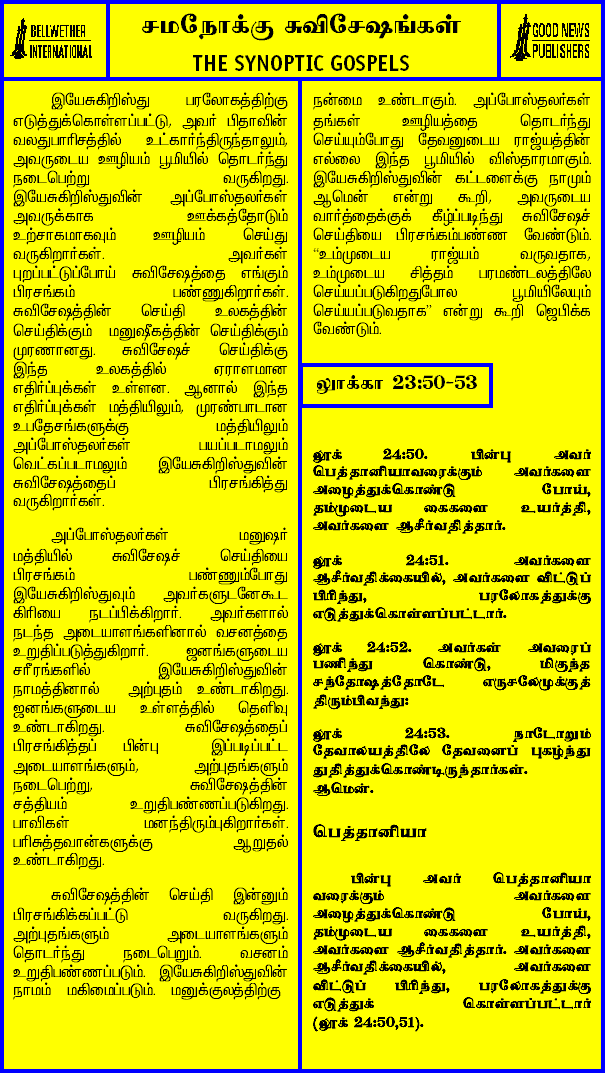 BELLWETHER
INTERNATIONAL
சமநோக்கு சுவிசேஷங்கள்
THE SYNOPTIC GOSPELS
GOOD NEWS
PUBLISHERS
இயேசுகிறிஸ்து பரலோகத்திற்கு
எடுத்துக்கொள்ளப்பட்டு, அவர் பிதாவின்
வலதுபாரிசத்தில் உட்கார்ந்திருந்தாலும்,
அவருடைய ஊழியம் பூமியில் தொடர்ந்து
நடைபெற்று வருகிறது.
இயேசுகிறிஸ்துவின் அப்போஸ்தலர்கள்
அவருக்காக ஊக்கத்தோடும்
உற்சாகமாகவும் ஊழியம் செய்து
வருகிறார்கள். அவர்கள்
புறப்பட்டுப்போய் சுவிசேஷத்தை எங்கும்
பிரசங்கம் பண்ணுகிறார்கள்.
சுவிசேஷத்தின் செய்தி உலகத்தின்
செய்திக்கும் மனுஷீகத்தின் செய்திக்கும்
முரணானது. சுவிசேஷச் செய்திக்கு
இந்த உலகத்தில் ஏராளமான
எதிர்ப்புக்கள் உள்ளன. ஆனால் இந்த
எதிர்ப்புக்கள் மத்தியிலும், முரண்பாடான
உபதேசங்களுக்கு மத்தியிலும்
அப்போஸ்தலர்கள் பயப்படாமலும்
வெட்கப்படாமலும் இயேசுகிறிஸ்துவின்
சுவிசேஷத்தைப் பிரசங்கித்து
வருகிறார்கள்.
அப்போஸ்தலர்கள் மனுஷர்
மத்தியில் சுவிசேஷச் செய்தியை
பிரசங்கம் பண்ணும்போது
இயேசுகிறிஸ்துவும் அவர்களுடனேகூட
கிரியை நடப்பிக்கிறார். அவர்களால்
நடந்த அடையாளங்களினால் வசனத்தை
உறுதிப்படுத்துகிறார். ஜனங்களுடைய
சரீரங்களில் இயேசுகிறிஸ்துவின்
நாமத்தினால் அற்புதம் உண்டாகிறது.
ஜனங்களுடைய உள்ளத்தில் தெளிவு
உண்டாகிறது. சுவிசேஷத்தைப்
பிரசங்கித்தப் பின்பு இப்படிப்பட்ட
அடையாளங்களும், அற்புதங்களும்
நடைபெற்று, சுவிசேஷத்தின்
சத்தியம் உறுதிபண்ணப்படுகிறது.
பாவிகள் மனந்திரும்புகிறார்கள்.
பரிசுத்தவான்களுக்கு ஆறுதல்
உண்டாகிறது.
சுவிசேஷத்தின் செய்தி இன்னும்
பிரசங்கிக்கப்பட்டு வருகிறது.
அற்புதங்களும் அடையாளங்களும்
தொடர்ந்து நடைபெறும். வசனம்
உறுதிபண்ணப்படும். இயேசுகிறிஸ்துவின்
நாமம் மகிமைப்படும். மனுக்குலத்திற்கு
நன்மை உண்டாகும். அப்போஸ்தலர்கள்
தங்கள் ஊழியத்தை தொடர்ந்து
செய்யும்போது தேவனுடைய ராஜ்யத்தின்
எல்லை இந்த பூமியில் விஸ்தாரமாகும்.
இயேசுகிறிஸ்துவின் கட்டளைக்கு நாமும்
ஆமென் என்று கூறி, அவருடைய
வார்த்தைக்குக் கீழ்ப்படிந்து சுவிசேஷச்
செய்தியை பிரசங்கம்பண்ண வேண்டும்.
“உம்முடைய ராஜ்யம் வருவதாக,
உம்முடைய சித்தம் பரமண்டலத்திலே
செய்யப்படுகிறதுபோல பூமியிலேயும்
செய்யப்படுவதாக” என்று கூறி ஜெபிக்க
வேண்டும்.
லூக்கா 23:50-53
லூக் 24:50. பின்பு அவர்
பெத்தானியாவரைக்கும் அவர்களை
அழைத்துக்கொண்டு போய்,
தம்முடைய கைகளை உயர்த்தி,
அவர்களை ஆசீர்வதித்தார்.
லூக் 24:51. அவர்களை
ஆசீர்வதிக்கையில், அவர்களை விட்டுப்
பிரிந்து, பரலோகத்துக்கு
எடுத்துக்கொள்ளப்பட்டார்.
லூக் 24:52. அவர்கள் அவரைப்
பணிந்து கொண்டு, மிகுந்த
சந்தோஷத்தோடே எருசலேமுக்குத்
திரும்பிவந்து:
லூக் 24:53. நாடோறும்
தேவாலயத்திலே தேவனைப் புகழ்ந்து
துதித்துக்கொண்டிருந்தார்கள்.
ஆமென்.
பெத்தானியா
பின்பு அவர் பெத்தானியா
வரைக்கும் அவர்களை
அழைத்துக்கொண்டு போய்,
தம்முடைய கைகளை உயர்த்தி,
அவர்களை ஆசீர்வதித்தார். அவர்களை
ஆசீர்வதிக்கையில், அவர்களை
விட்டுப் பிரிந்து, பரலோகத்துக்கு
எடுத்துக் கொள்ளப்பட்டார்
(லூக் 24:50,51).